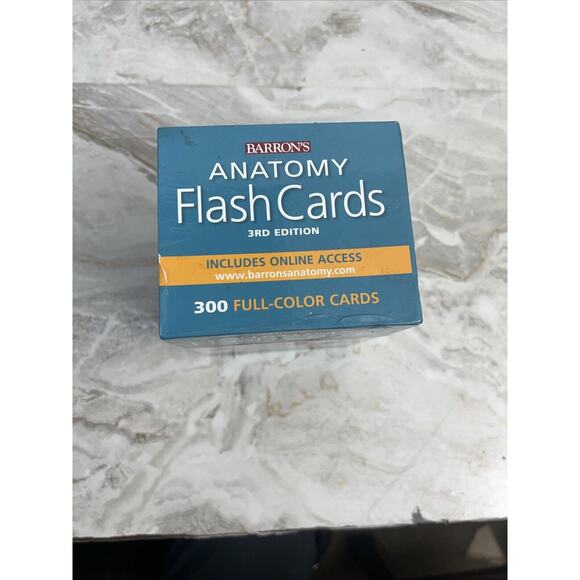 BARRON'S
ANATOMY
Flash Cards
3RD EDITION
INCLUDES ONLINE ACCESS
www.barronsanatomy.com
300 FULL-COLOR CARDS